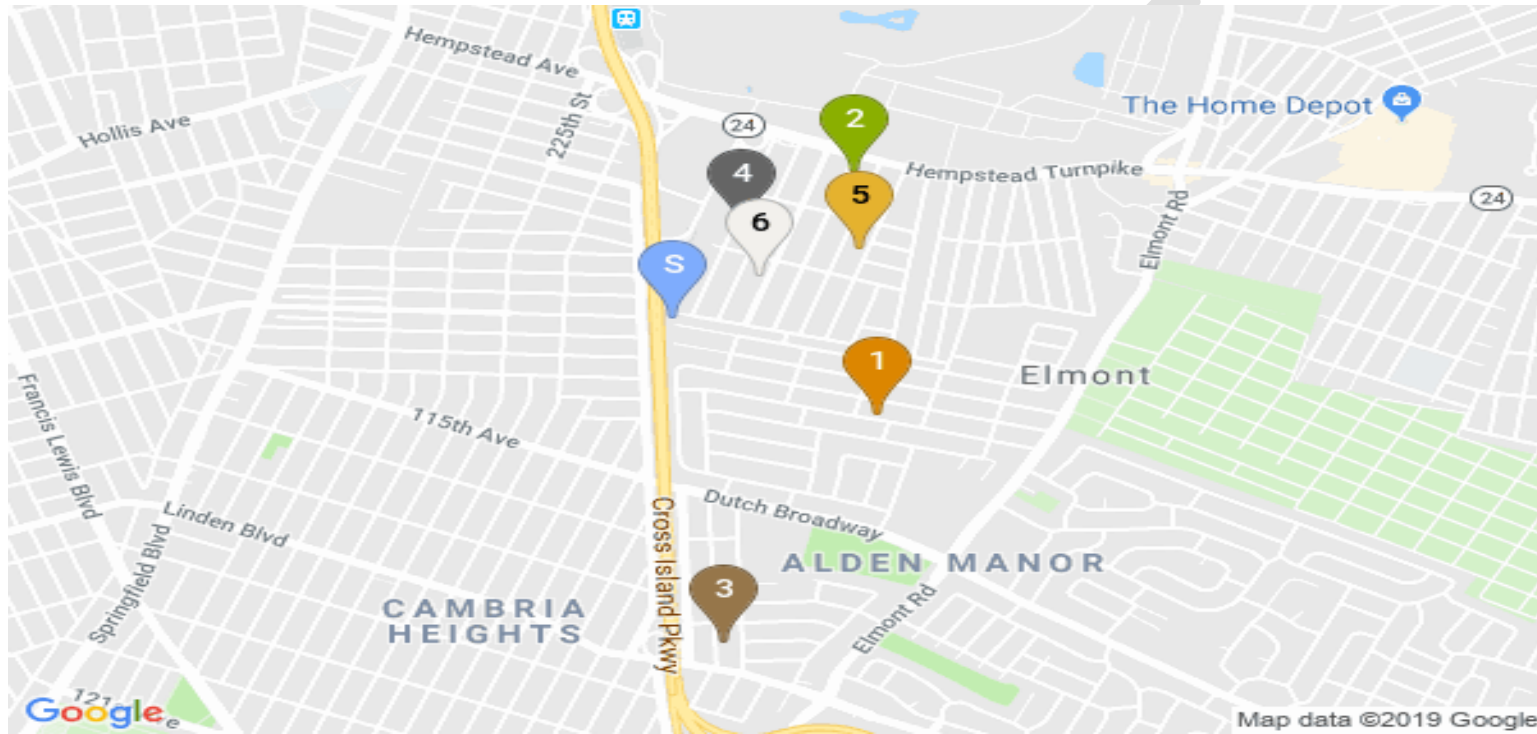 Hempstead Ave
Hollis Ave
225th St
24
2
The Home Depot
4
5
Hempstead Turnpike
24
6
Elmont Rd
S
1
Elmont
Francis Lewis Blvd
115th Ave
Cross Island Pkwy
Dutch Broadway
Linden Blvd
Springfield Blvd
ALDEN MANOR
3
CAMBRIA
HEIGHTS
Elmont Rd
Google
Map data ©2019 Google